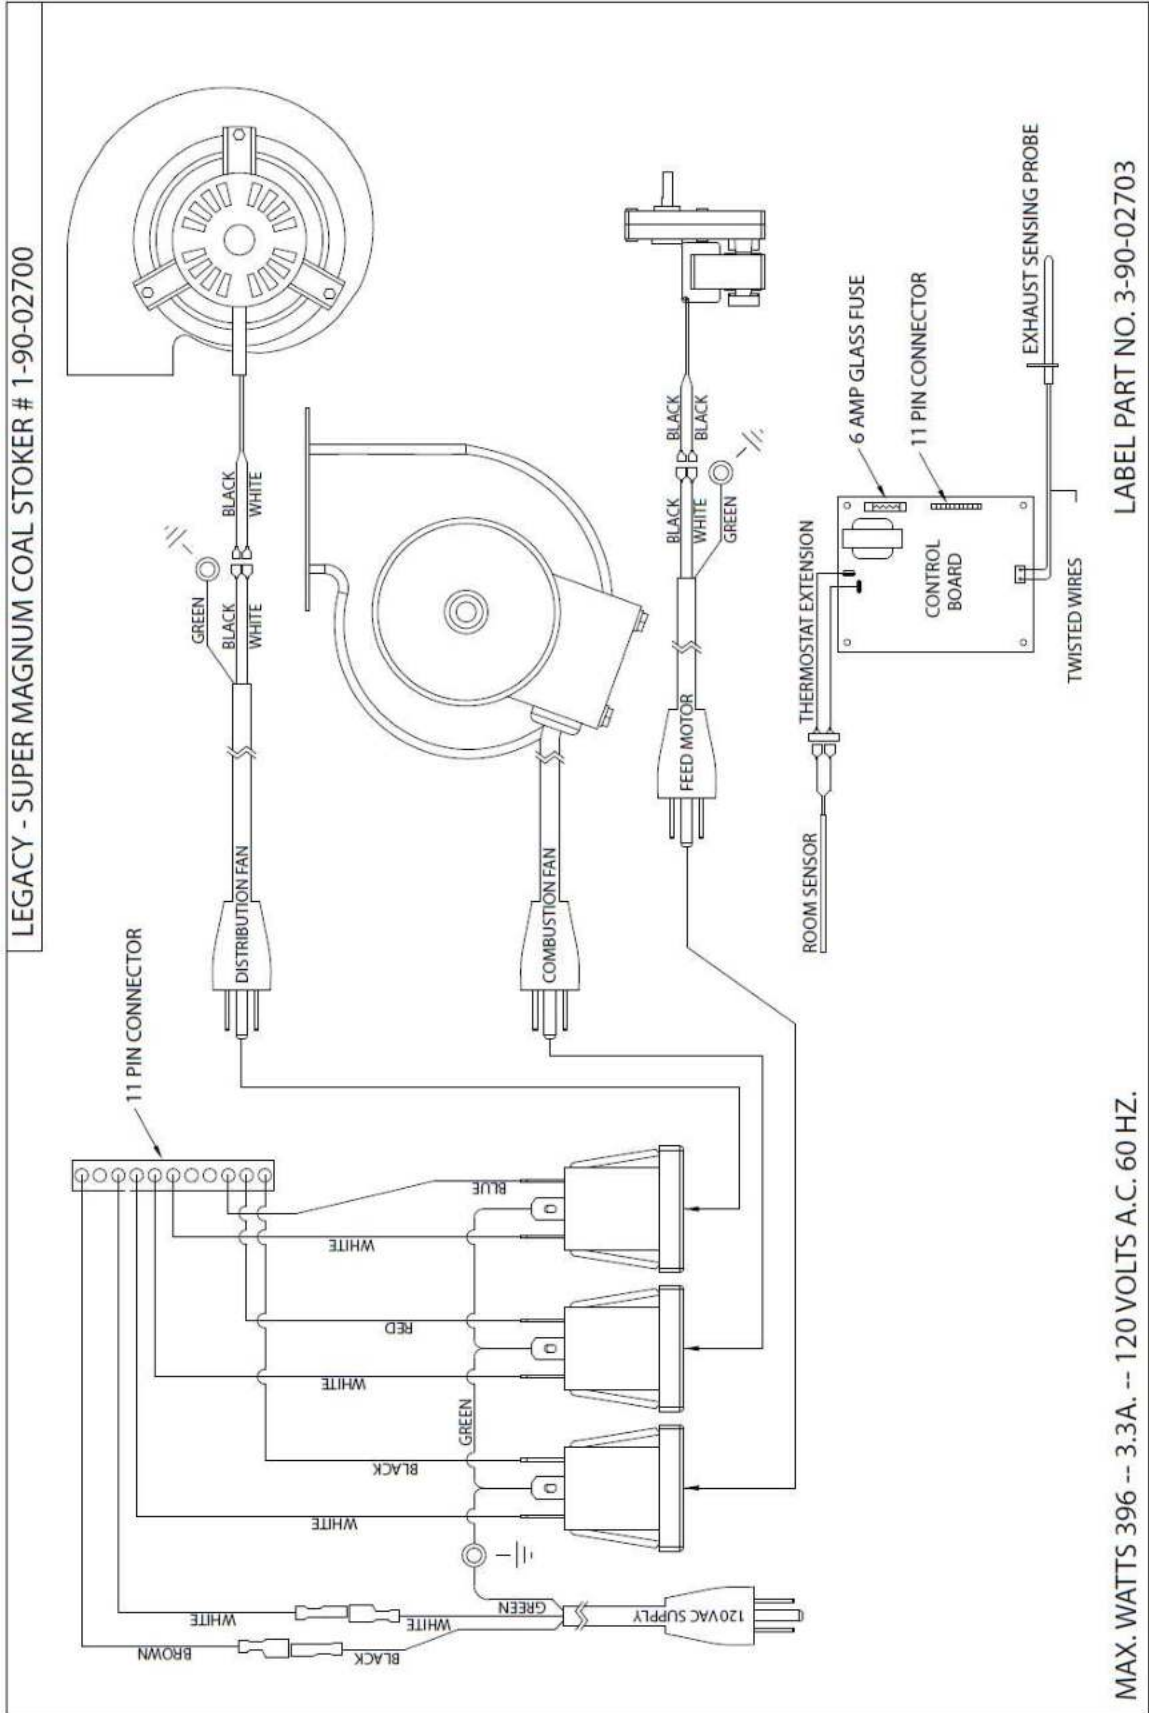 LEGACY - SUPER MAGNUM COAL STOKER # 1-90-02700
11 PIN CONNECTOR
DISTRIBUTION FAN
GREEN
BLACK
WHITE
BLACK
WHITE
COMBUSTION FAN
FEED MOTOR
BLACK
WHITE
GREEN
BLACK
BLACK
BROWN
BLACK
WHITE
WHITE
GREEN
120 VAC SUPPLY
WHITE
BLACK
GREEN
WHITE
RED
WHITE
BLUE
ROOM SENSOR
THERMOSTAT EXTENSION
CONTROL
BOARD
6 AMP GLASS FUSE
11 PIN CONNECTOR
EXHAUST SENSING PROBE
TWISTED WIRES
MAX. WATTS 396 -- 3.3A. -- 120 VOLTS A.C. 60 HZ.
LABEL PART NO. 3-90-02703